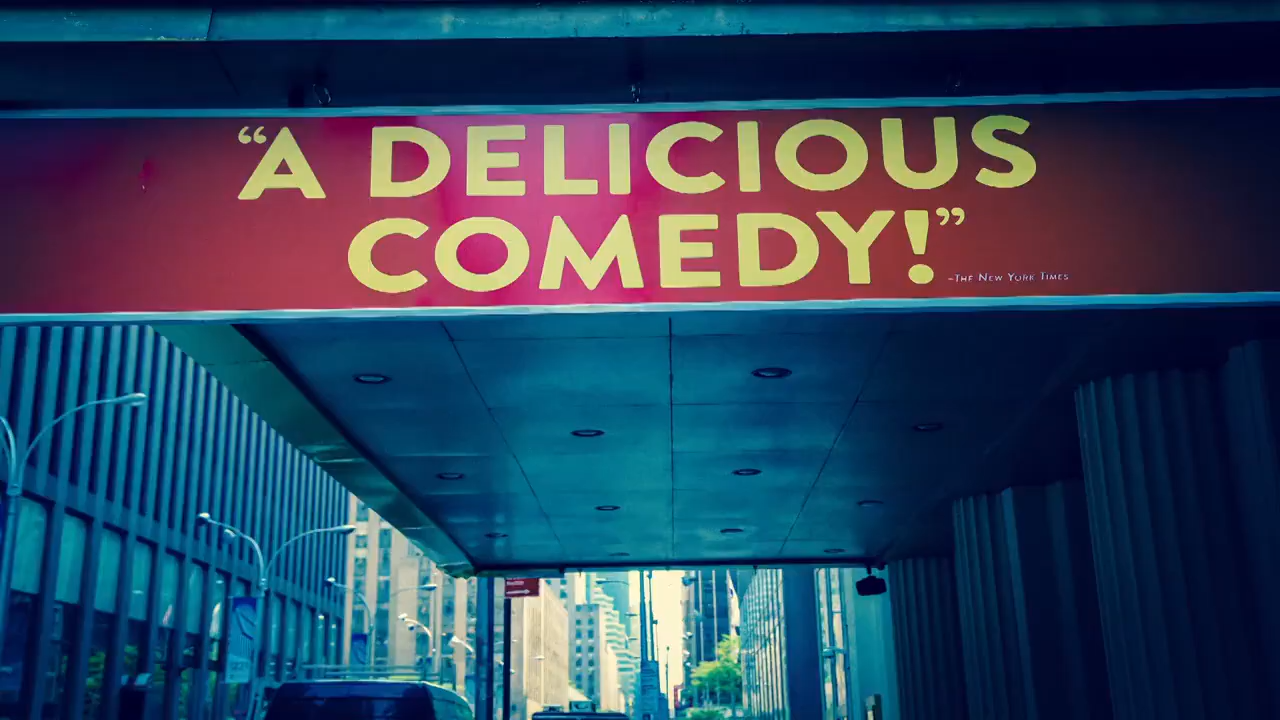 “A DELICIOUS
COMEDY!”
–THE NEW YORK TIMES